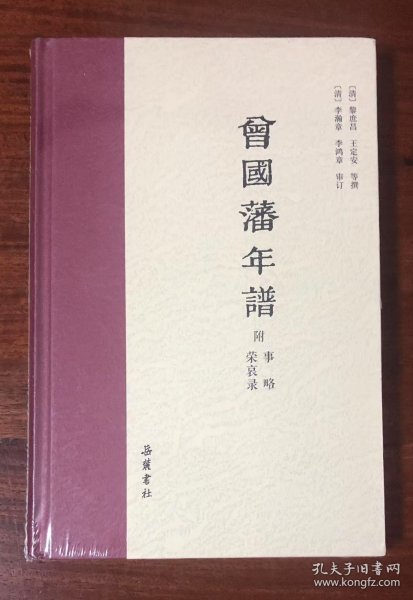 〔清〕黎庶昌 王定安 等撰
〔清〕李瀚章 李鸿章 审订
曾國藩年譜
附
事略
荣哀录
岳麓書社
孔夫子旧书网
www.kongfz.com